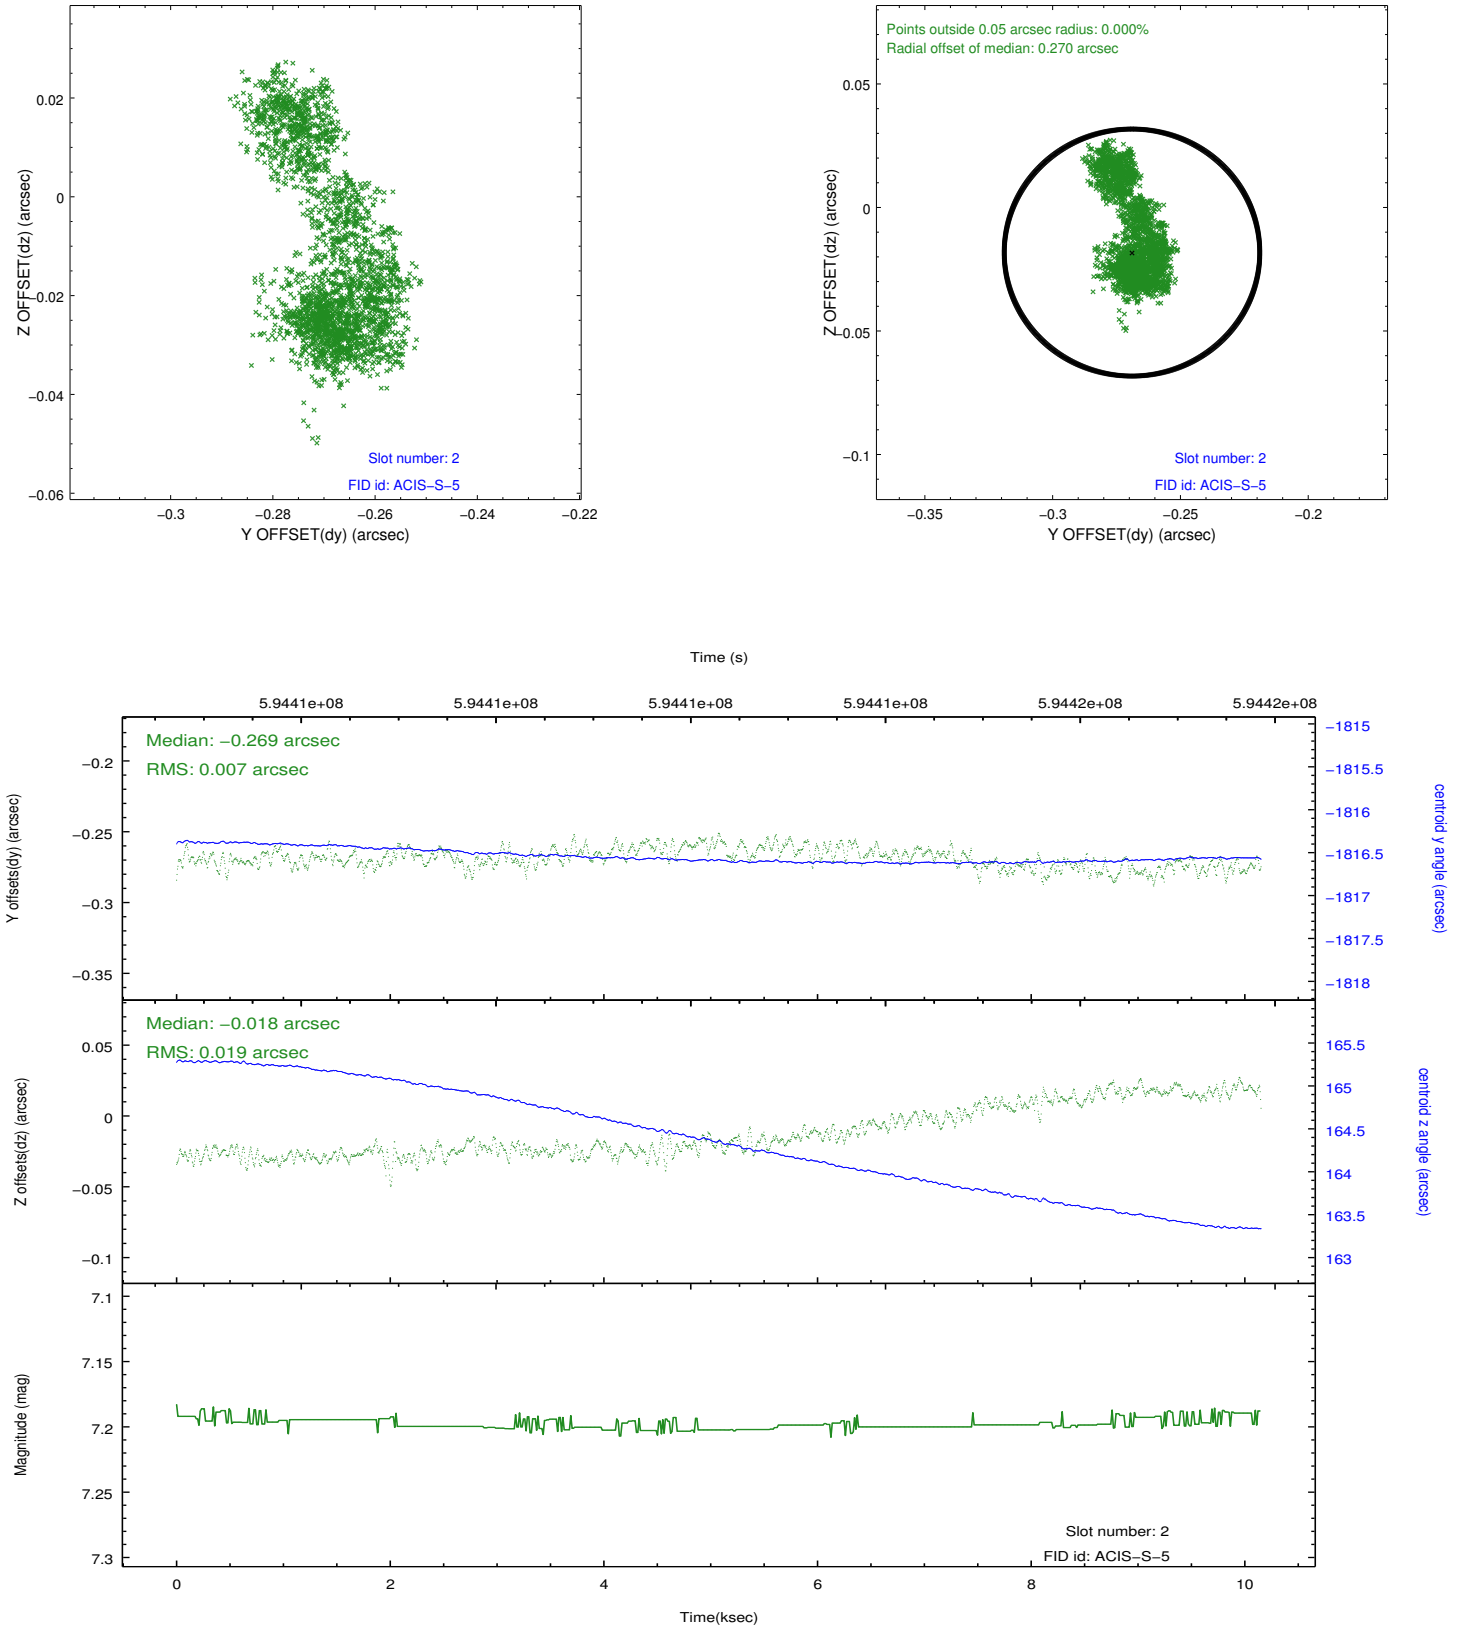 0.02
0
−0.02
−0.04
−0.06
Z OFFSET(dz) (arcsec)
Slot number: 2
FID id: ACIS−S−5
−0.3
−0.28
−0.26
−0.24
−0.22
Y OFFSET(dy) (arcsec)
Points outside 0.05 arcsec radius: 0.000%
Radial offset of median: 0.270 arcsec
0.05
0
−0.05
−0.1
Z OFFSET(dz) (arcsec)
Slot number: 2
FID id: ACIS−S−5
−0.35
−0.3
−0.25
−0.2
Y OFFSET(dy) (arcsec)
Time (s)
5.9441e+08
5.9441e+08
5.9441e+08
5.9441e+08
5.9442e+08
5.9442e+08
Median: −0.269 arcsec
RMS: 0.007 arcsec
−0.2
−0.25
−0.3
−0.35
Y offsets(dy) (arcsec)
−1815
−1815.5
−1816
−1816.5
−1817
−1817.5
−1818
centroid y angle (arcsec)
Median: −0.018 arcsec
RMS: 0.019 arcsec
0.05
0
−0.05
−0.1
Z offsets(dz) (arcsec)
165.5
165
164.5
164
163.5
163
centroid z angle (arcsec)
7.1
7.15
7.2
7.25
7.3
Magnitude (mag)
Slot number: 2
FID id: ACIS−S−5
0
2
4
6
8
10
Time(ksec)